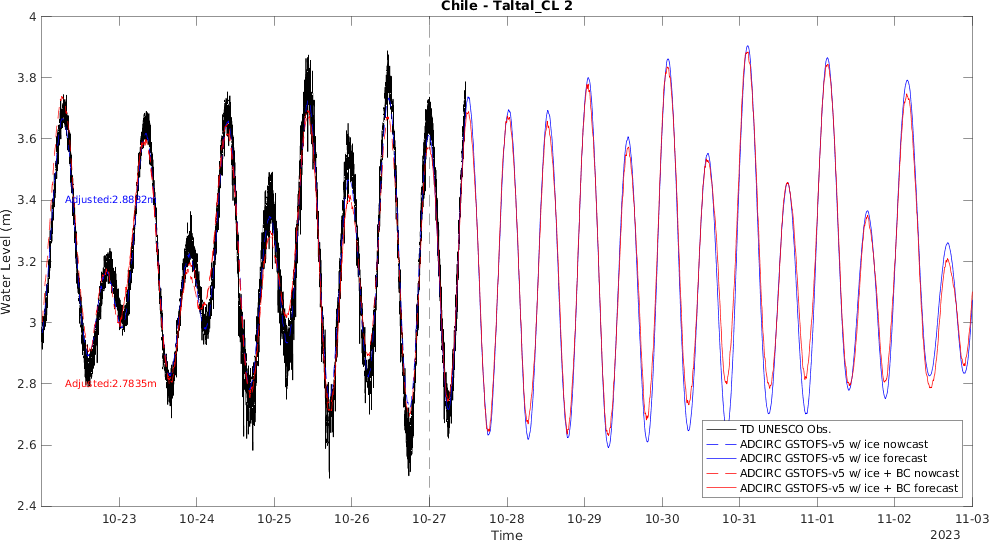 Chile - Taltal_CL 2
4
3.8
3.6
3.4
3.2
3
2.8
2.6
2.4
Water Level (m)
Adjusted:2.8882m
Adjusted:2.7835m
TD UNESCO Obs.
ADCIRC GSTOFS-v5 w/ ice nowcast
ADCIRC GSTOFS-v5 w/ ice forecast
ADCIRC GSTOFS-v5 w/ ice + BC nowcast
ADCIRC GSTOFS-v5 w/ ice + BC forecast
10-23 10-24 10-25 10-26 10-27 10-28 10-29 10-30 10-31 11-01 11-02 11-03
Time 2023